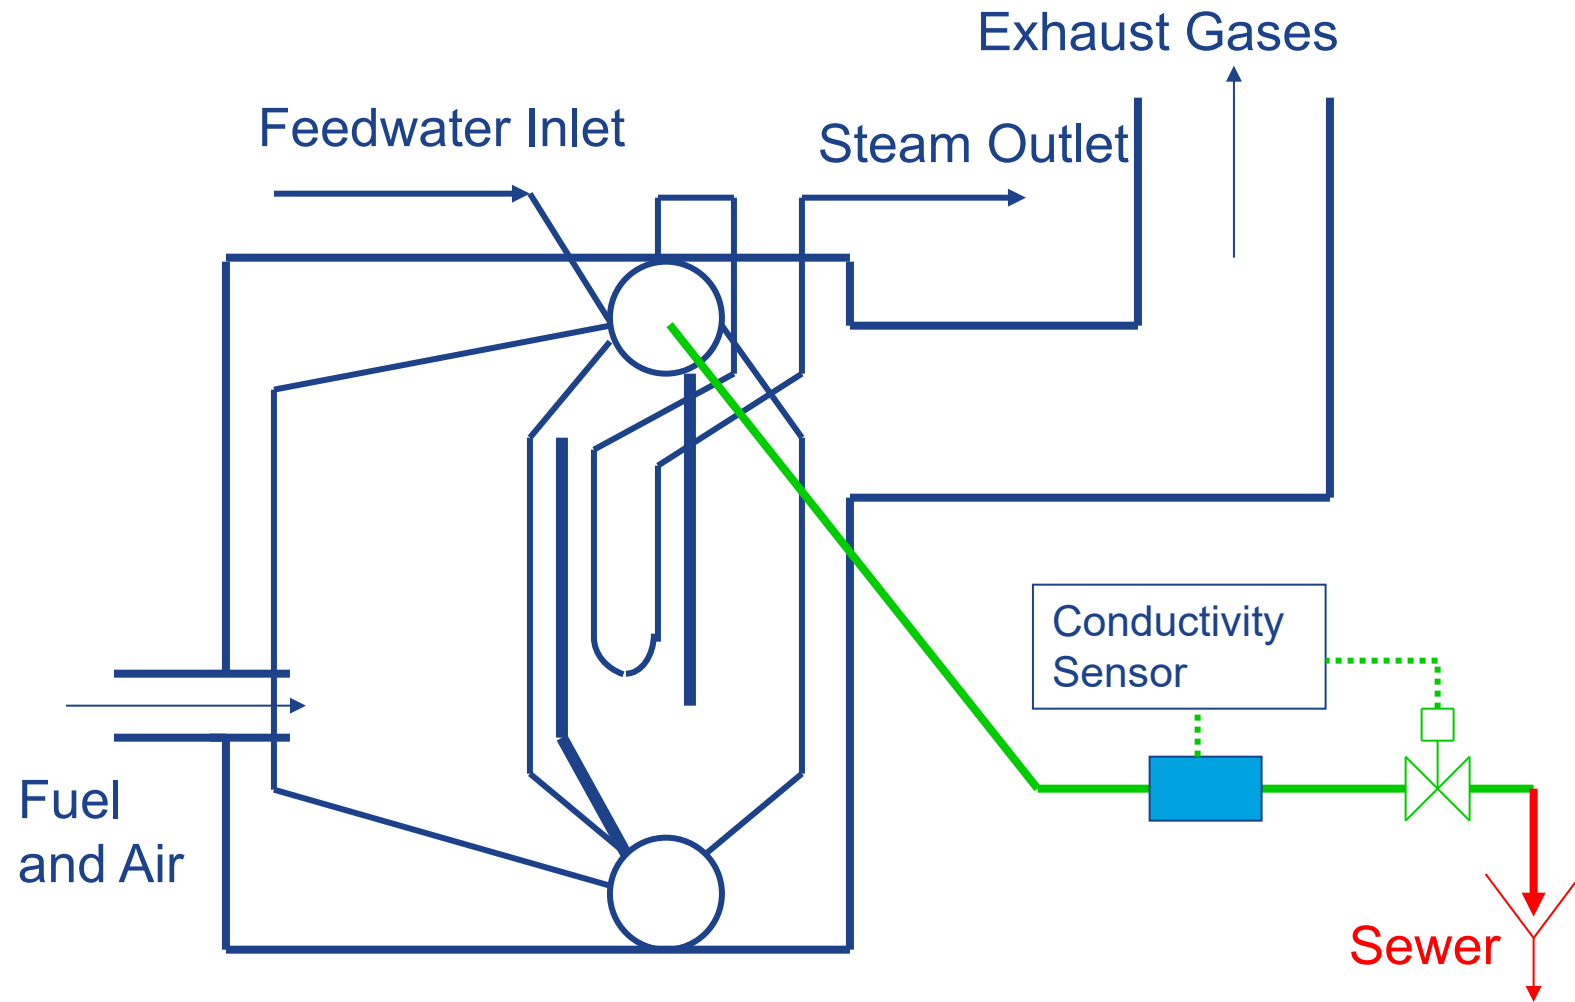 Exhaust Gases
Feedwater Inlet
Steam Outlet
Conductivity
Sensor
Fuel
and Air
Sewer